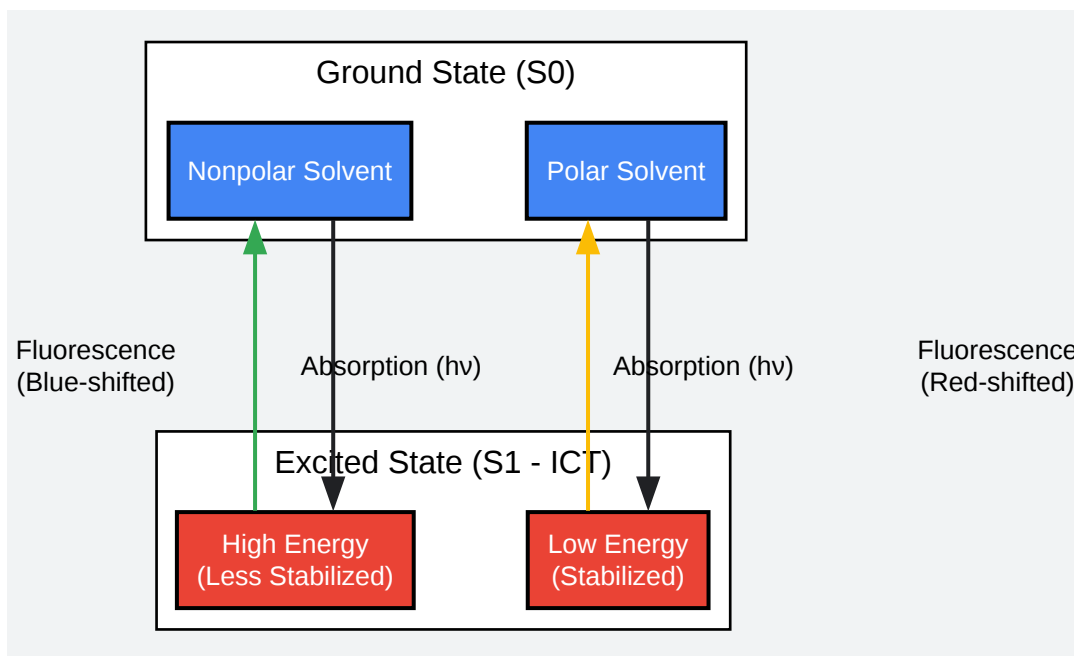 Ground State (S0)
Nonpolar Solvent
Polar Solvent
Fluorescence
(Blue-shifted)
Absorption (hν)
Absorption (hν)
Fluorescence
(Red-shifted)
Excited State (S1 - ICT)
High Energy
(Less Stabilized)
Low Energy
(Stabilized)